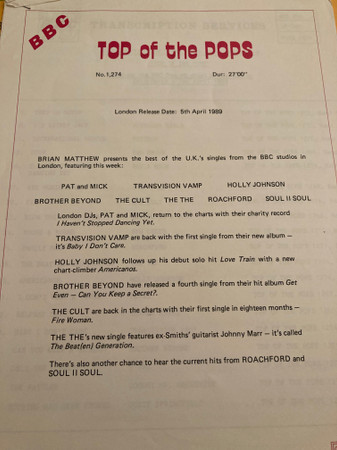 BBC
TOP of the POPS
No.1,274 Dur: 27'00"
London Release Date: 5th April 1989
BRIAN MATTHEW presents the best of the U.K.'s singles from the BBC studios in
London, featuring this week:
PAT and MICK TRANSVISION VAMP HOLLY JOHNSON
BROTHER BEYOND THE CULT THE THE ROACHFORD SOUL II SOUL
London DJs, PAT and MICK, return to the charts with their charity record
I Haven't Stopped Dancing Yet.
TRANSVISION VAMP are back with the first single from their new album —
it's Baby I Don't Care.
HOLLY JOHNSON follows up his debut solo hit Love Train with a new
chart-climber Americanos.
BROTHER BEYOND have released a fourth single from their hit album Get
Even — Can You Keep a Secret?.
THE CULT are back in the charts with their first single in eighteen months —
Fire Woman.
THE THE's new single features ex-Smiths' guitarist Johnny Marr — it's called
The Beat(en) Generation.
There's also another chance to hear the current hits from ROACHFORD and
SOUL II SOUL.